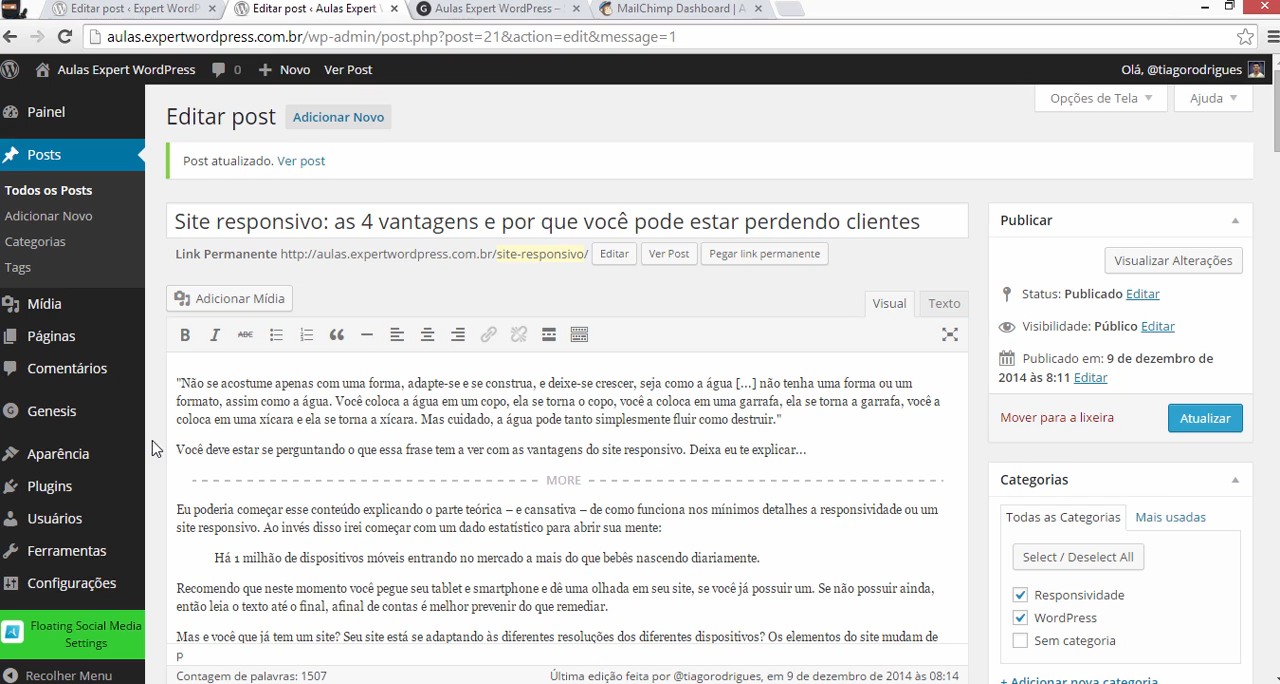 Editar post ‹ Expert WordP
Editar post ‹ Aulas Expert
Aulas Expert WordPress –
MailChimp Dashboard | A
aulas.expertwordpress.com.br/wp-admin/post.php?post=21&action=edit&message=1
Aulas Expert WordPress 0 Novo Ver Post Olá, @tiagorodrigues
Painel
Posts
Todos os Posts
Adicionar Novo
Categorias
Tags
Mídia
Páginas
Comentários
Genesis
Aparência
Plugins
Usuários
Ferramentas
Configurações
Floating Social Media
Settings
Recolher Menu
Opções de Tela Ajuda
Editar post Adicionar Novo
Post atualizado. Ver post
Site responsivo: as 4 vantagens e por que você pode estar perdendo clientes
Link Permanente http://aulas.expertwordpress.com.br/site-responsivo/ Editar Ver Post Pegar link permanente
Adicionar Mídia
Visual Texto
B I ABC
"Não se acostume apenas com uma forma, adapte-se e se construa, e deixe-se crescer, seja como a água [...] não tenha uma forma ou um
formato, assim como a água. Você coloca a água em um copo, ela se torna o copo, você a coloca em uma garrafa, ela se torna a garrafa, você a
coloca em uma xícara e ela se torna a xícara. Mas cuidado, a água pode tanto simplesmente fluir como destruir."
Você deve estar se perguntando o que essa frase tem a ver com as vantagens do site responsivo. Deixa eu te explicar...
MORE
Eu poderia começar esse conteúdo explicando o parte teórica – e cansativa – de como funciona nos mínimos detalhes a responsividade ou um
site responsivo. Ao invés disso irei começar com um dado estatístico para abrir sua mente:
Há 1 milhão de dispositivos móveis entrando no mercado a mais do que bebês nascendo diariamente.
Recomendo que neste momento você pegue seu tablet e smartphone e dê uma olhada em seu site, se você já possuir um. Se não possuir ainda,
então leia o texto até o final, afinal de contas é melhor prevenir do que remediar.
Mas e você que já tem um site? Seu site está se adaptando às diferentes resoluções dos diferentes dispositivos? Os elementos do site mudam de
p
Contagem de palavras: 1507 Última edição feita por @tiagorodrigues, em 9 de dezembro de 2014 às 08:14
Publicar
Visualizar Alterações
Status: Publicado Editar
Visibilidade: Público Editar
Publicado em: 9 de dezembro de
2014 às 8:11 Editar
Mover para a lixeira Atualizar
Categorias
Todas as Categorias Mais usadas
Select / Deselect All
Responsividade
WordPress
Sem categoria
+ Adicionar nova categoria